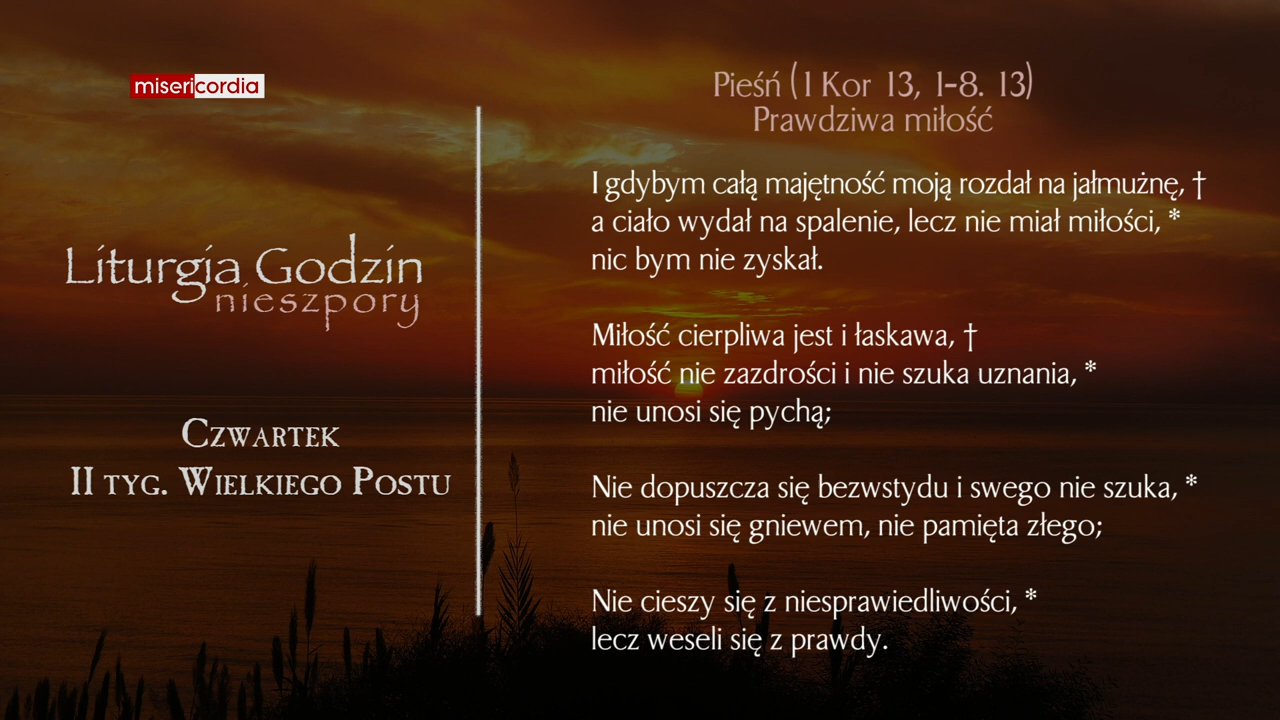 misericordia
Liturgia Godzin
nieszpory
Czwartek
II tyg. Wielkiego Postu
Pieśń (1 Kor 13, 1-8. 13)
Prawdziwa miłość
I gdybym całą majętność moją rozdał na jałmużnę, †
a ciało wydał na spalenie, lecz nie miał miłości, *
nic bym nie zyskał.
Miłość cierpliwa jest i łaskawa, †
miłość nie zazdrości i nie szuka uznania, *
nie unosi się pychą;
Nie dopuszcza się bezwstydu i swego nie szuka, *
nie unosi się gniewem, nie pamięta złego;
Nie cieszy się z niesprawiedliwości, *
lecz weseli się z prawdy.